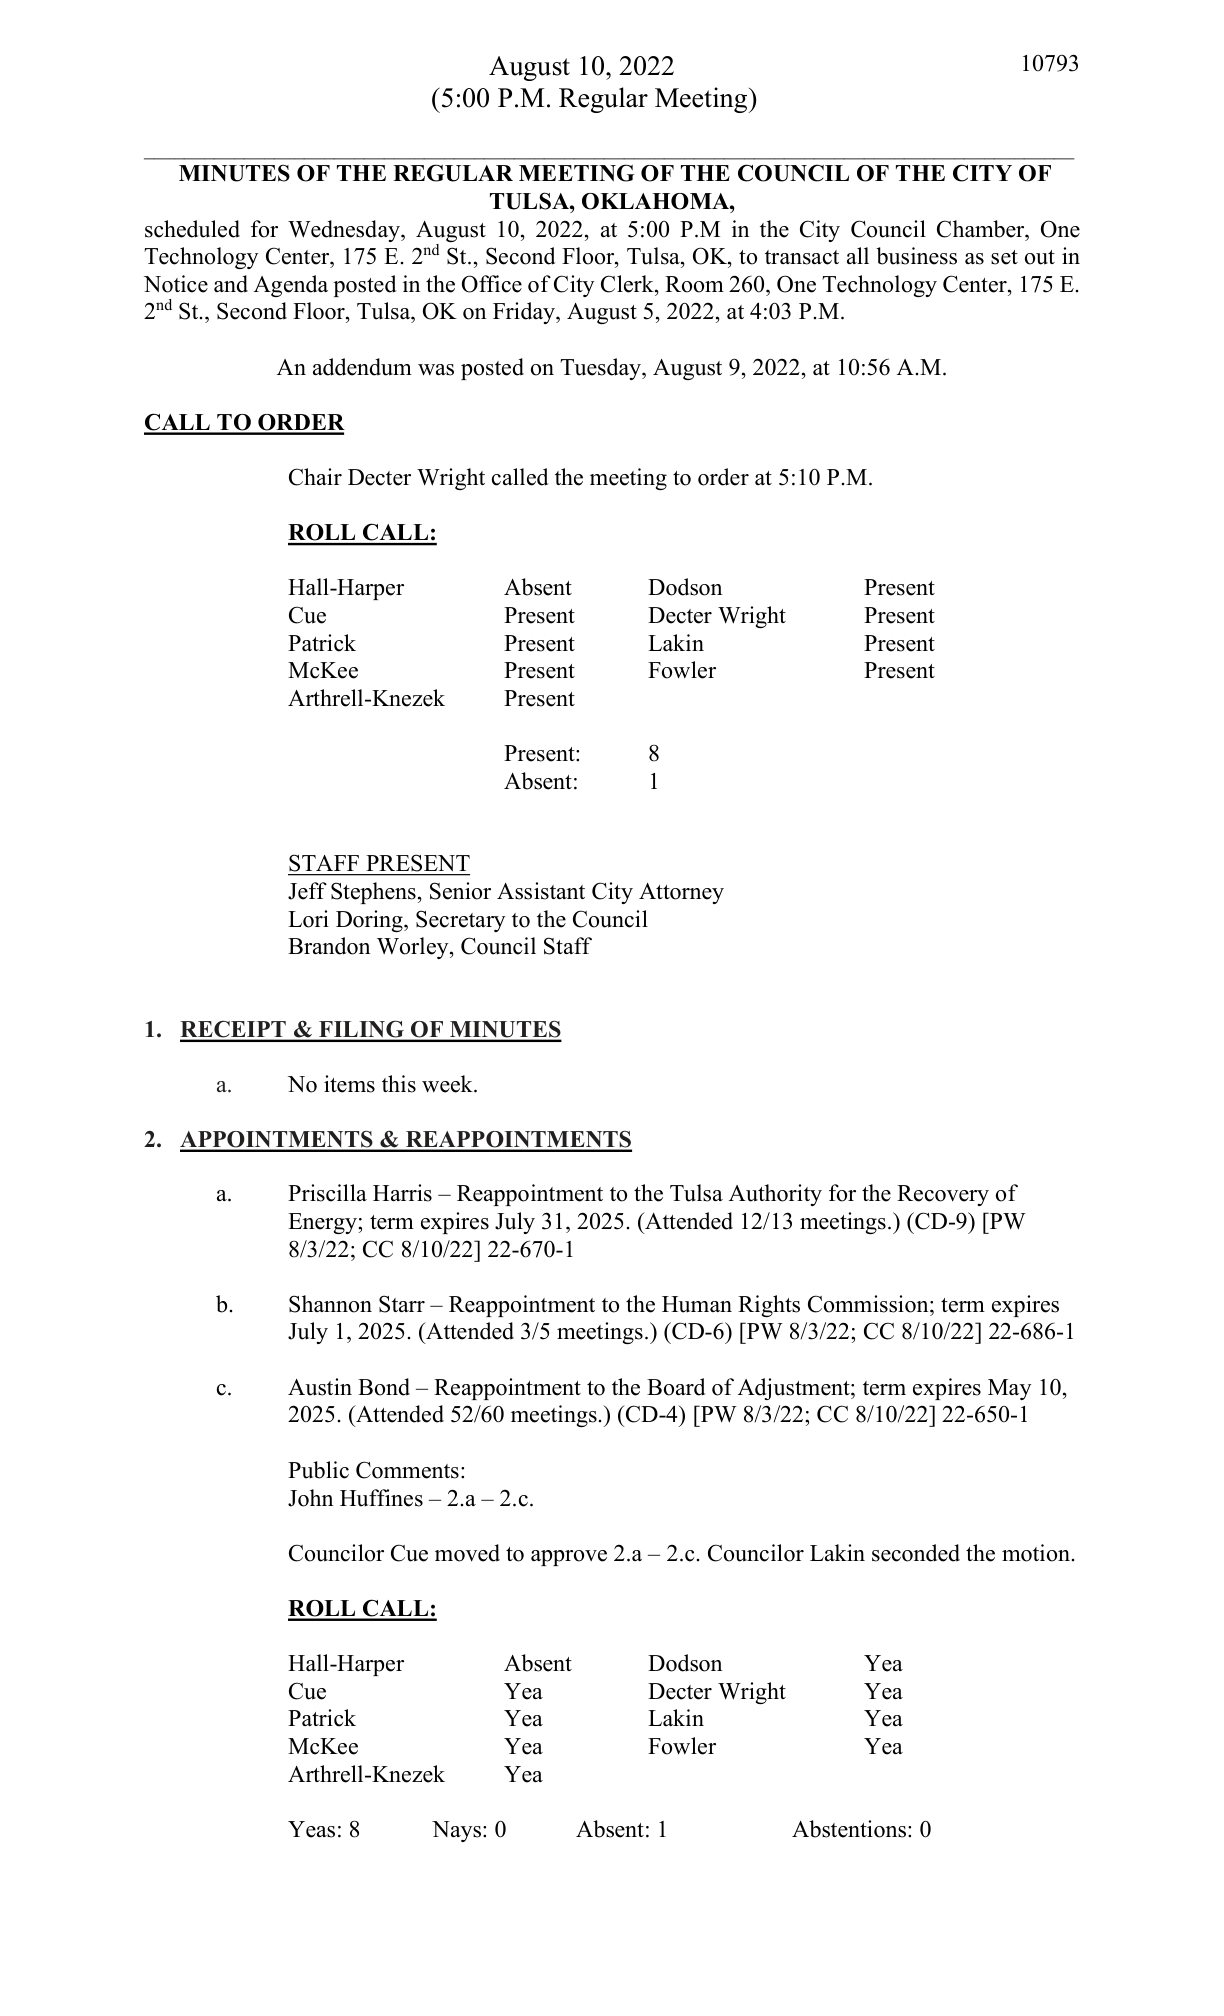 August 10, 2022
10793
(5:00 P.M. Regular Meeting)
MINUTES OF THE REGULAR MEETING OF THE COUNCIL OF THE CITY OF
TULSA, OKLAHOMA,
scheduled for Wednesday, August 10, 2022, at 5:00 P.M in the City Council Chamber, One
Technology Center, 175 E. 2nd St., Second Floor, Tulsa, OK, to transact all business as set out in
Notice and Agenda posted in the Office of City Clerk, Room 260, One Technology Center, 175 E.
2nd St., Second Floor, Tulsa, OK on Friday, August 5, 2022, at 4:03 P.M.
An addendum was posted on Tuesday, August 9, 2022, at 10:56 A.M.
CALL TO ORDER
Chair Decter Wright called the meeting to order at 5:10 P.M.
ROLL CALL:
Hall-Harper Absent Dodson Present
Cue Present Decter Wright Present
Patrick Present Lakin Present
McKee Present Fowler Present
Arthrell-Knezek Present
Present: 8
Absent: 1
STAFF PRESENT
Jeff Stephens, Senior Assistant City Attorney
Lori Doring, Secretary to the Council
Brandon Worley, Council Staff
1. RECEIPT & FILING OF MINUTES
a. No items this week.
2. APPOINTMENTS & REAPPOINTMENTS
a. Priscilla Harris – Reappointment to the Tulsa Authority for the Recovery of
Energy; term expires July 31, 2025. (Attended 12/13 meetings.) (CD-9) [PW
8/3/22; CC 8/10/22] 22-670-1
b. Shannon Starr – Reappointment to the Human Rights Commission; term expires
July 1, 2025. (Attended 3/5 meetings.) (CD-6) [PW 8/3/22; CC 8/10/22] 22-686-1
c. Austin Bond – Reappointment to the Board of Adjustment; term expires May 10,
2025. (Attended 52/60 meetings.) (CD-4) [PW 8/3/22; CC 8/10/22] 22-650-1
Public Comments:
John Huffines – 2.a – 2.c.
Councilor Cue moved to approve 2.a – 2.c. Councilor Lakin seconded the motion.
ROLL CALL:
Hall-Harper Absent Dodson Yea
Cue Yea Decter Wright Yea
Patrick Yea Lakin Yea
McKee Yea Fowler Yea
Arthrell-Knezek Yea
Yeas: 8 Nays: 0 Absent: 1 Abstentions: 0